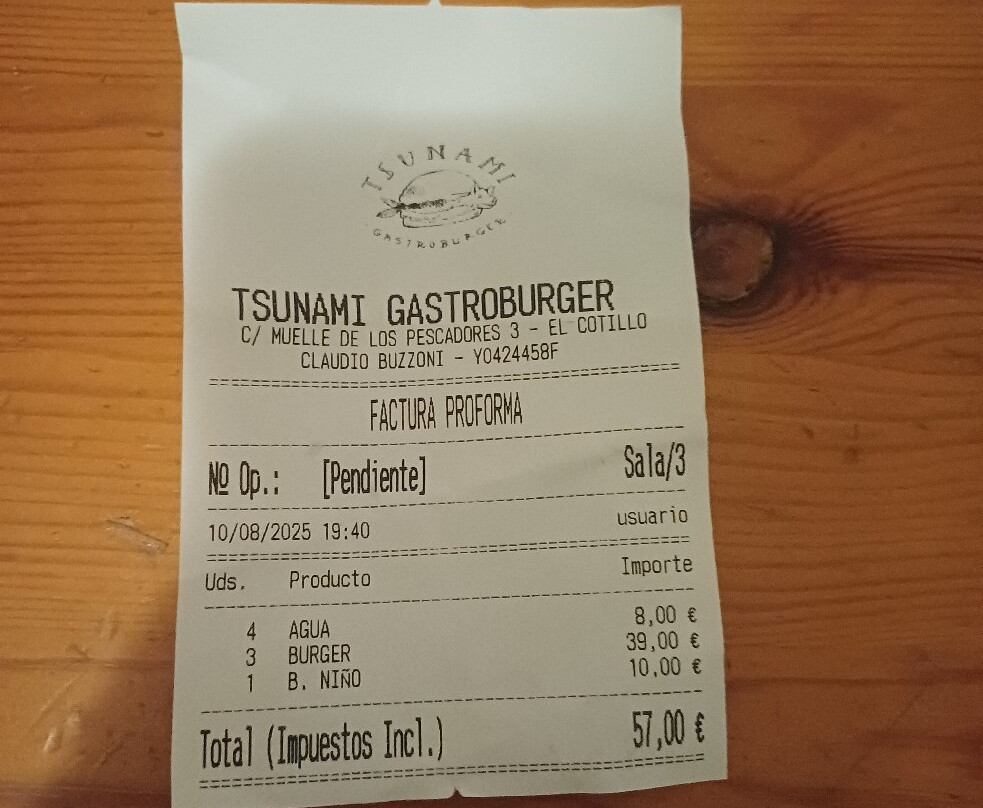 TSUNAMI
GASTROBURGER
TSUNAMI GASTROBURGER
C/ MUELLE DE LOS PESCADORES 3 - EL COTILLO
CLAUDIO BUZZONI - Y0424458F
FACTURA PROFORMA
Nº Op.: [Pendiente] Sala/3
10/08/2025 19:40 usuario
Uds. Producto Importe
4 AGUA 8,00 €
3 BURGER 39,00 €
1 B. NIÑO 10,00 €
Total (Impuestos Incl.) 57,00 €